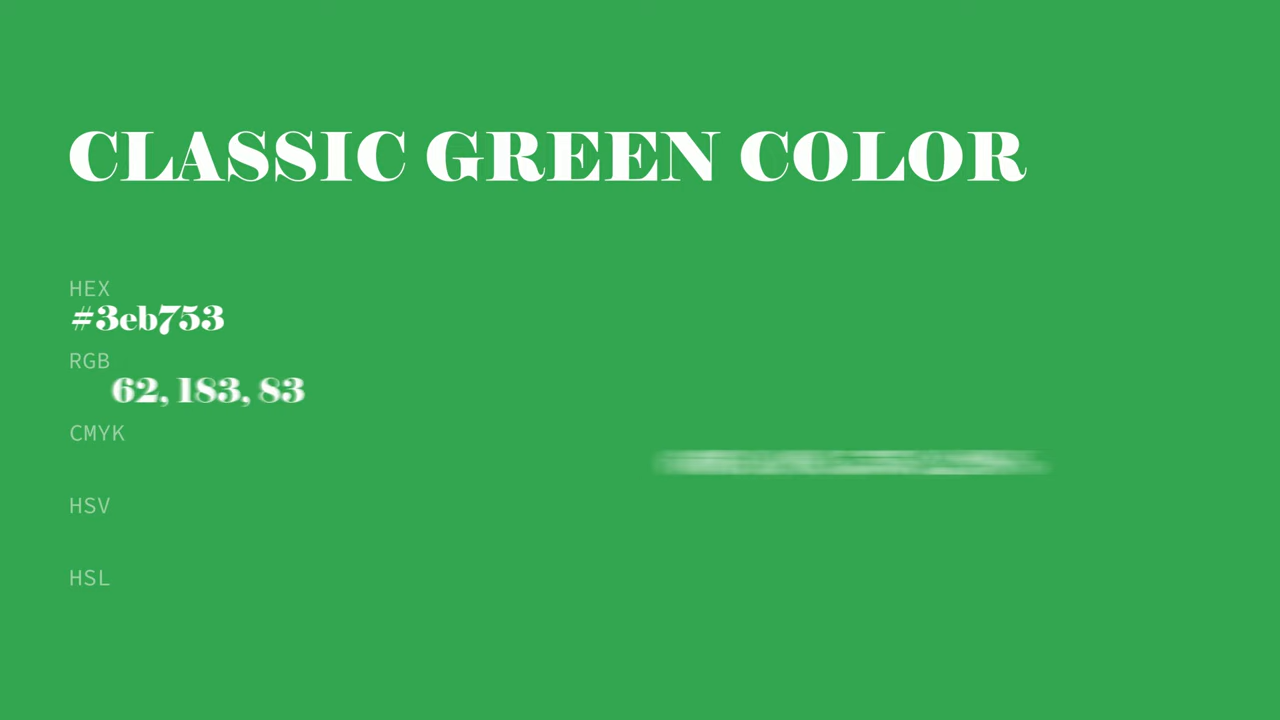 CLASSIC GREEN COLOR
HEX
#3eb753
RGB
62, 183, 83
CMYK
HSV
HSL